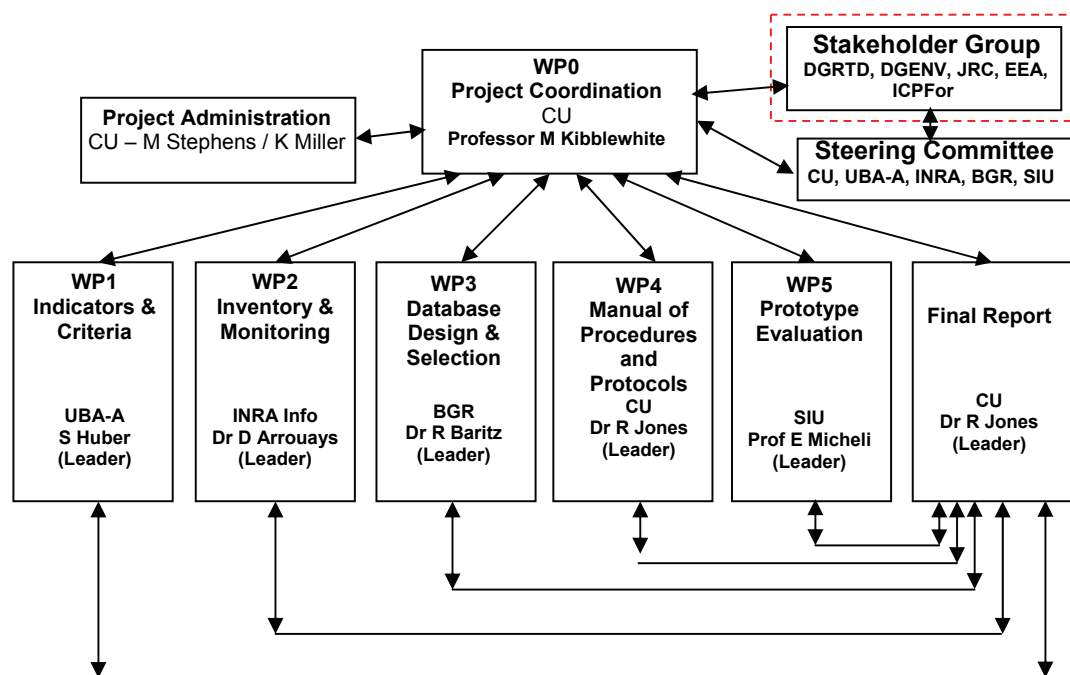 Stakeholder Group
DGRTD, DGENV, JRC, EEA,
ICPFor
WP0
Project Coordination
CU
Professor M Kibblewhite
Project Administration
CU – M Stephens / K Miller
Steering Committee
CU, UBA-A, INRA, BGR, SIU
WP1
Indicators &
Criteria
UBA-A
S Huber
(Leader)
WP2
Inventory &
Monitoring
INRA Info
Dr D Arrouays
(Leader)
WP3
Database
Design &
Selection
BGR
Dr R Baritz
(Leader)
WP4
Manual of
Procedures
and
Protocols
CU
Dr R Jones
(Leader)
WP5
Prototype
Evaluation
SIU
Prof E Micheli
(Leader)
Final Report
CU
Dr R Jones
(Leader)